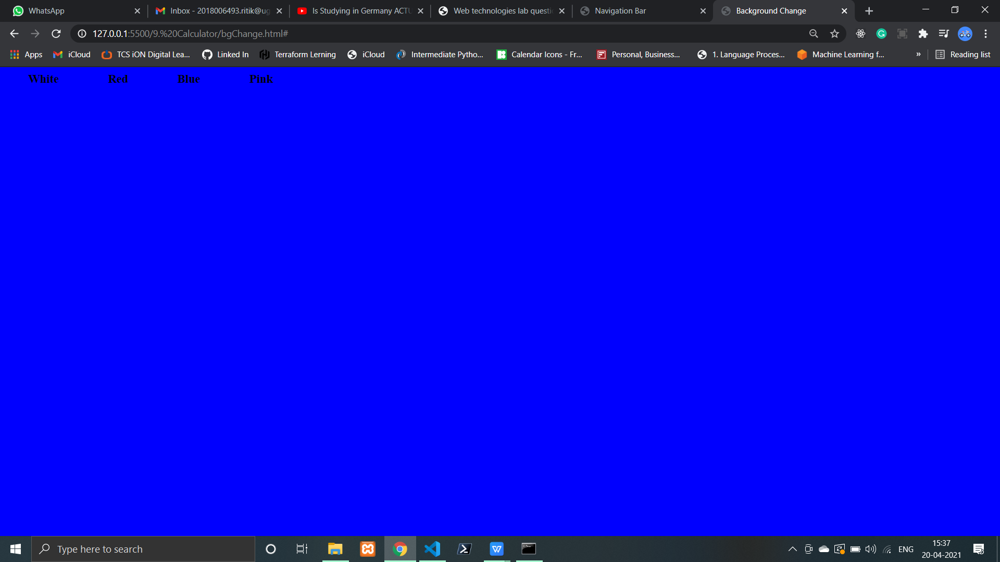 WhatsApp Inbox - 2018006493.ritik@ug Is Studying in Germany ACTU Web technologies lab questi Navigation Bar Background Change
127.0.0.1:5500/9.%20Calculator/bgChange.html#
Apps iCloud TCS iON Digital Lea... Linked In Terraform Lerning iCloud Intermediate Pytho... Calendar Icons - Fr... Personal, Business... 1. Language Proces... Machine Learning f... » Reading list
White Red Blue Pink
Type here to search ENG 15:37
20-04-2021